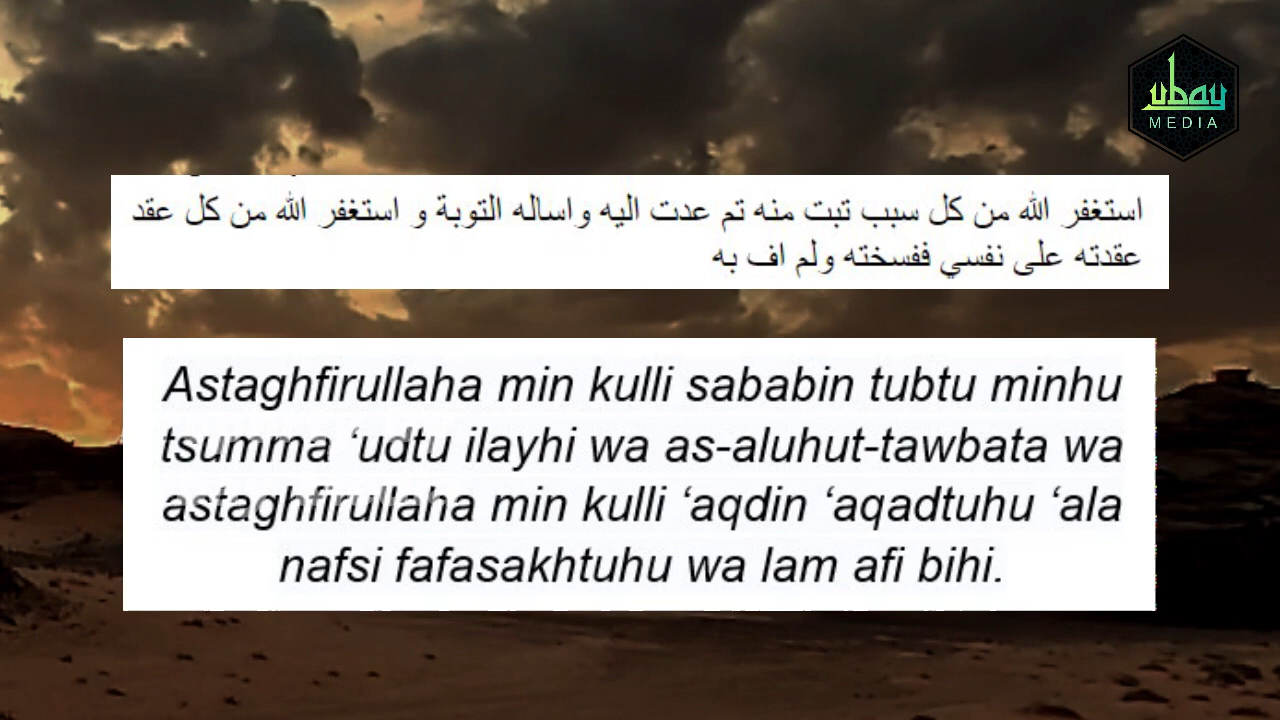 ubay
MEDIA
استغفر الله من كل سبب تبت منه تم عدت اليه واساله التوبة و استغفر الله من كل عقد
عقدته على نفسي ففسخته ولم اف به
Astaghfirullaha min kulli sababin tubtu minhu
tsumma ‘udtu ilayhi wa as-aluhut-tawbata wa
astaghfirullaha min kulli ‘aqdin ‘aqadtuhu ‘ala
nafsi fafasakhtuhu wa lam afi bihi.